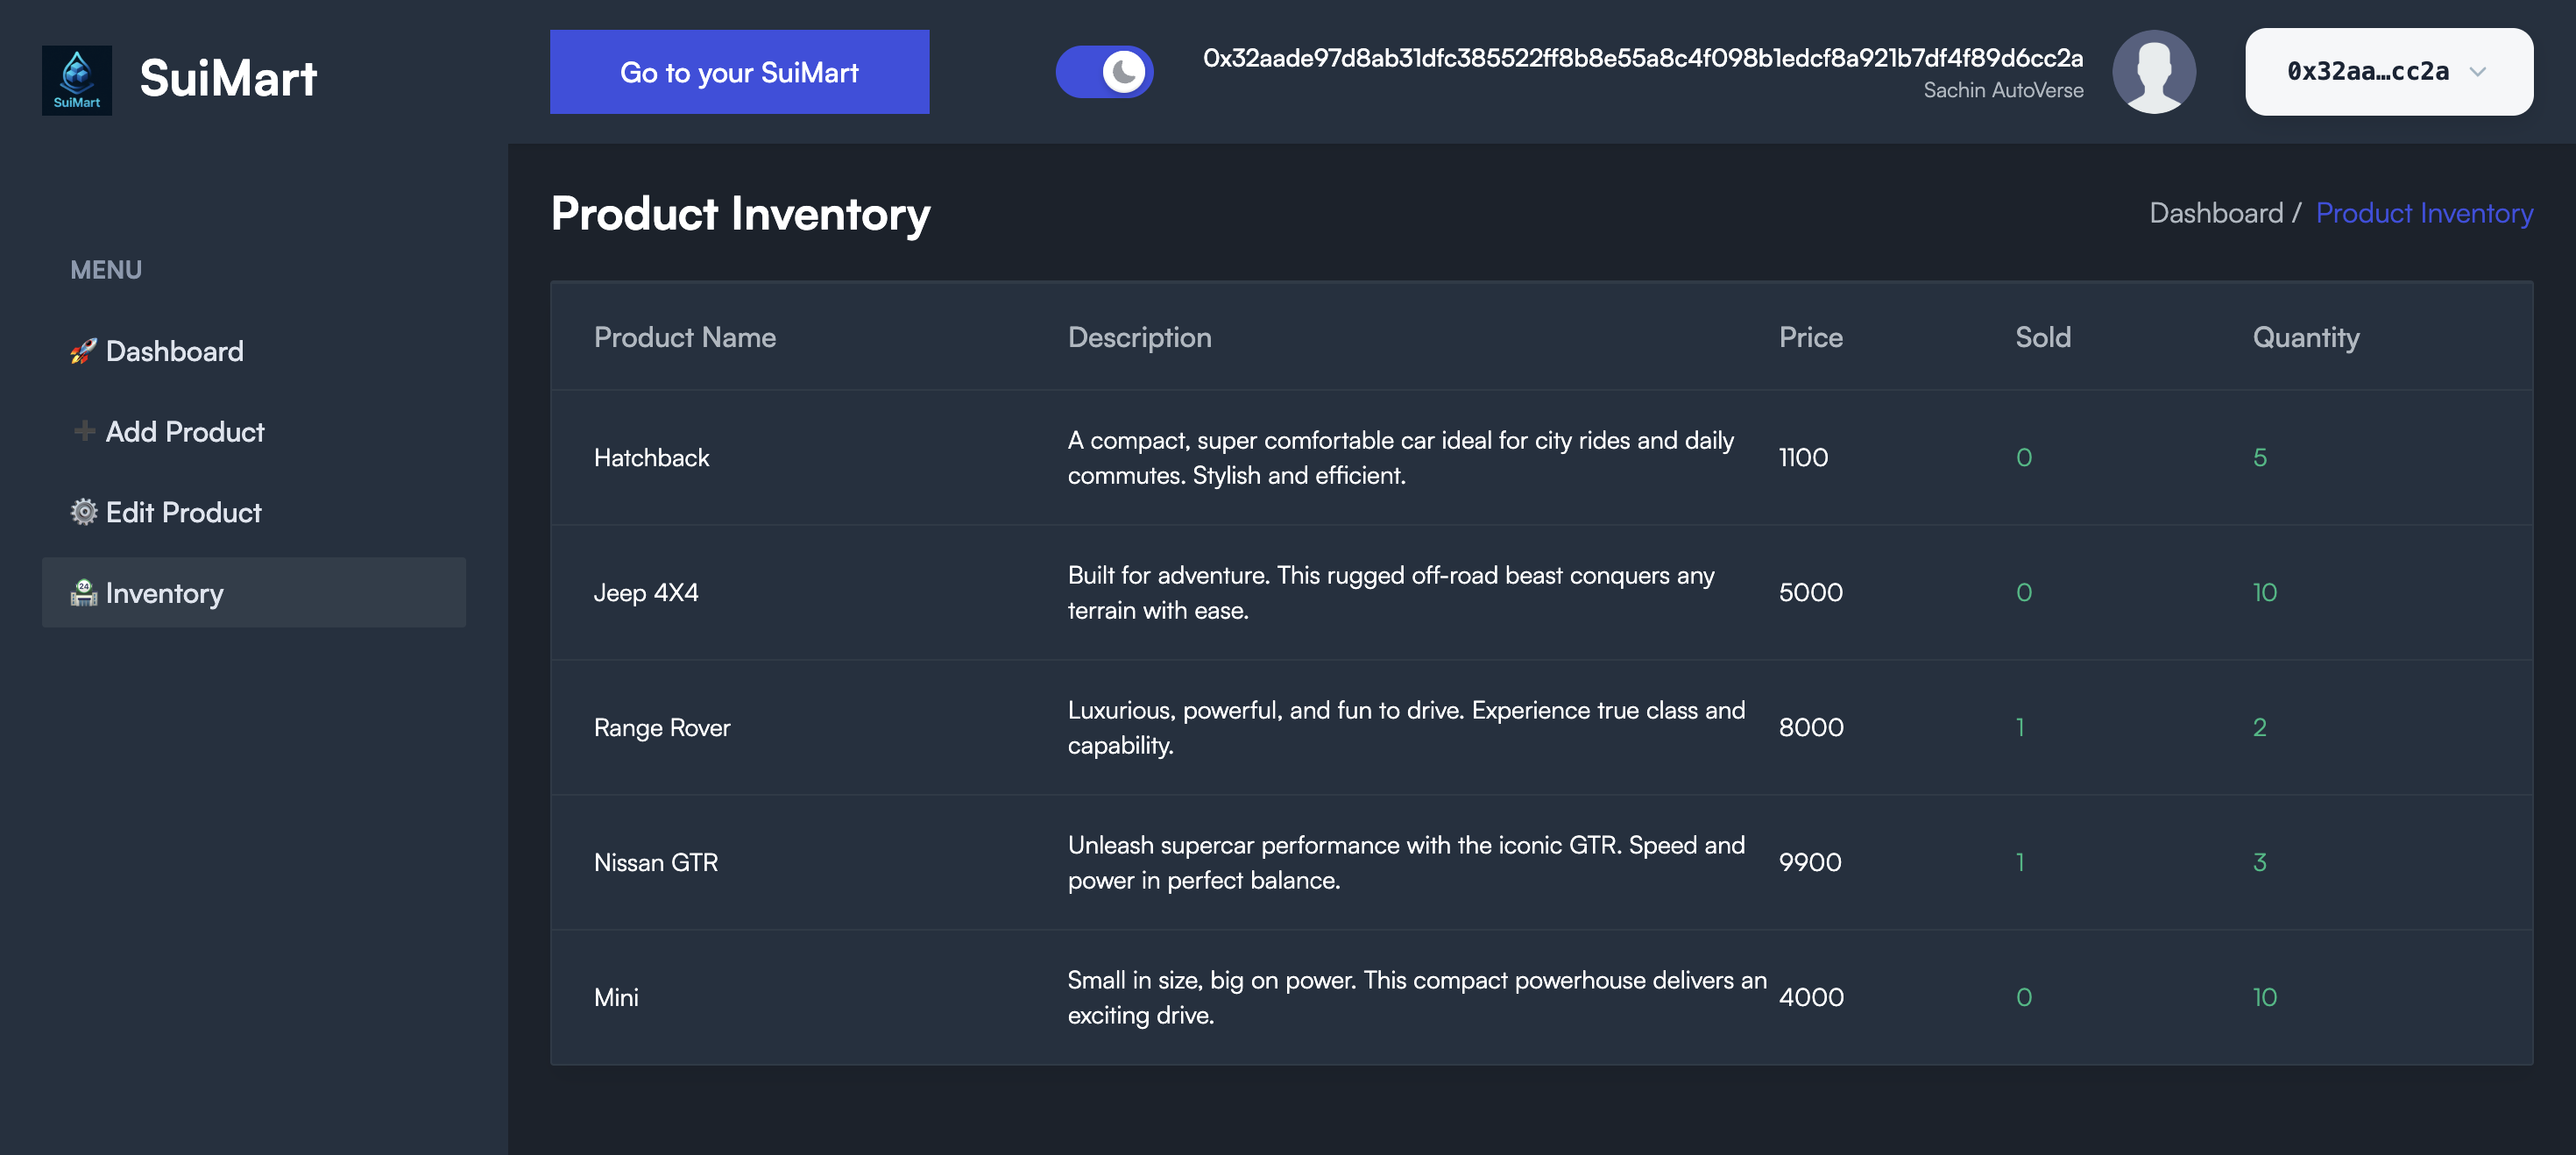 SuiMart
SuiMart
Go to your SuiMart
0x32aade97d8ab31dfc385522ff8b8e55a8c4f098b1edcf8a921b7df4f89d6cc2a
Sachin AutoVerse
0x32aa…cc2a
MENU
Dashboard
Add Product
Edit Product
24
Inventory
Product Inventory
Dashboard / Product Inventory
Product Name Description Price Sold Quantity
Hatchback
A compact, super comfortable car ideal for city rides and daily
commutes. Stylish and efficient.
1100 0 5
Jeep 4X4
Built for adventure. This rugged off-road beast conquers any
terrain with ease.
5000 0 10
Range Rover
Luxurious, powerful, and fun to drive. Experience true class and
capability.
8000 1 2
Nissan GTR
Unleash supercar performance with the iconic GTR. Speed and
power in perfect balance.
9900 1 3
Mini
Small in size, big on power. This compact powerhouse delivers an
exciting drive.
4000 0 10